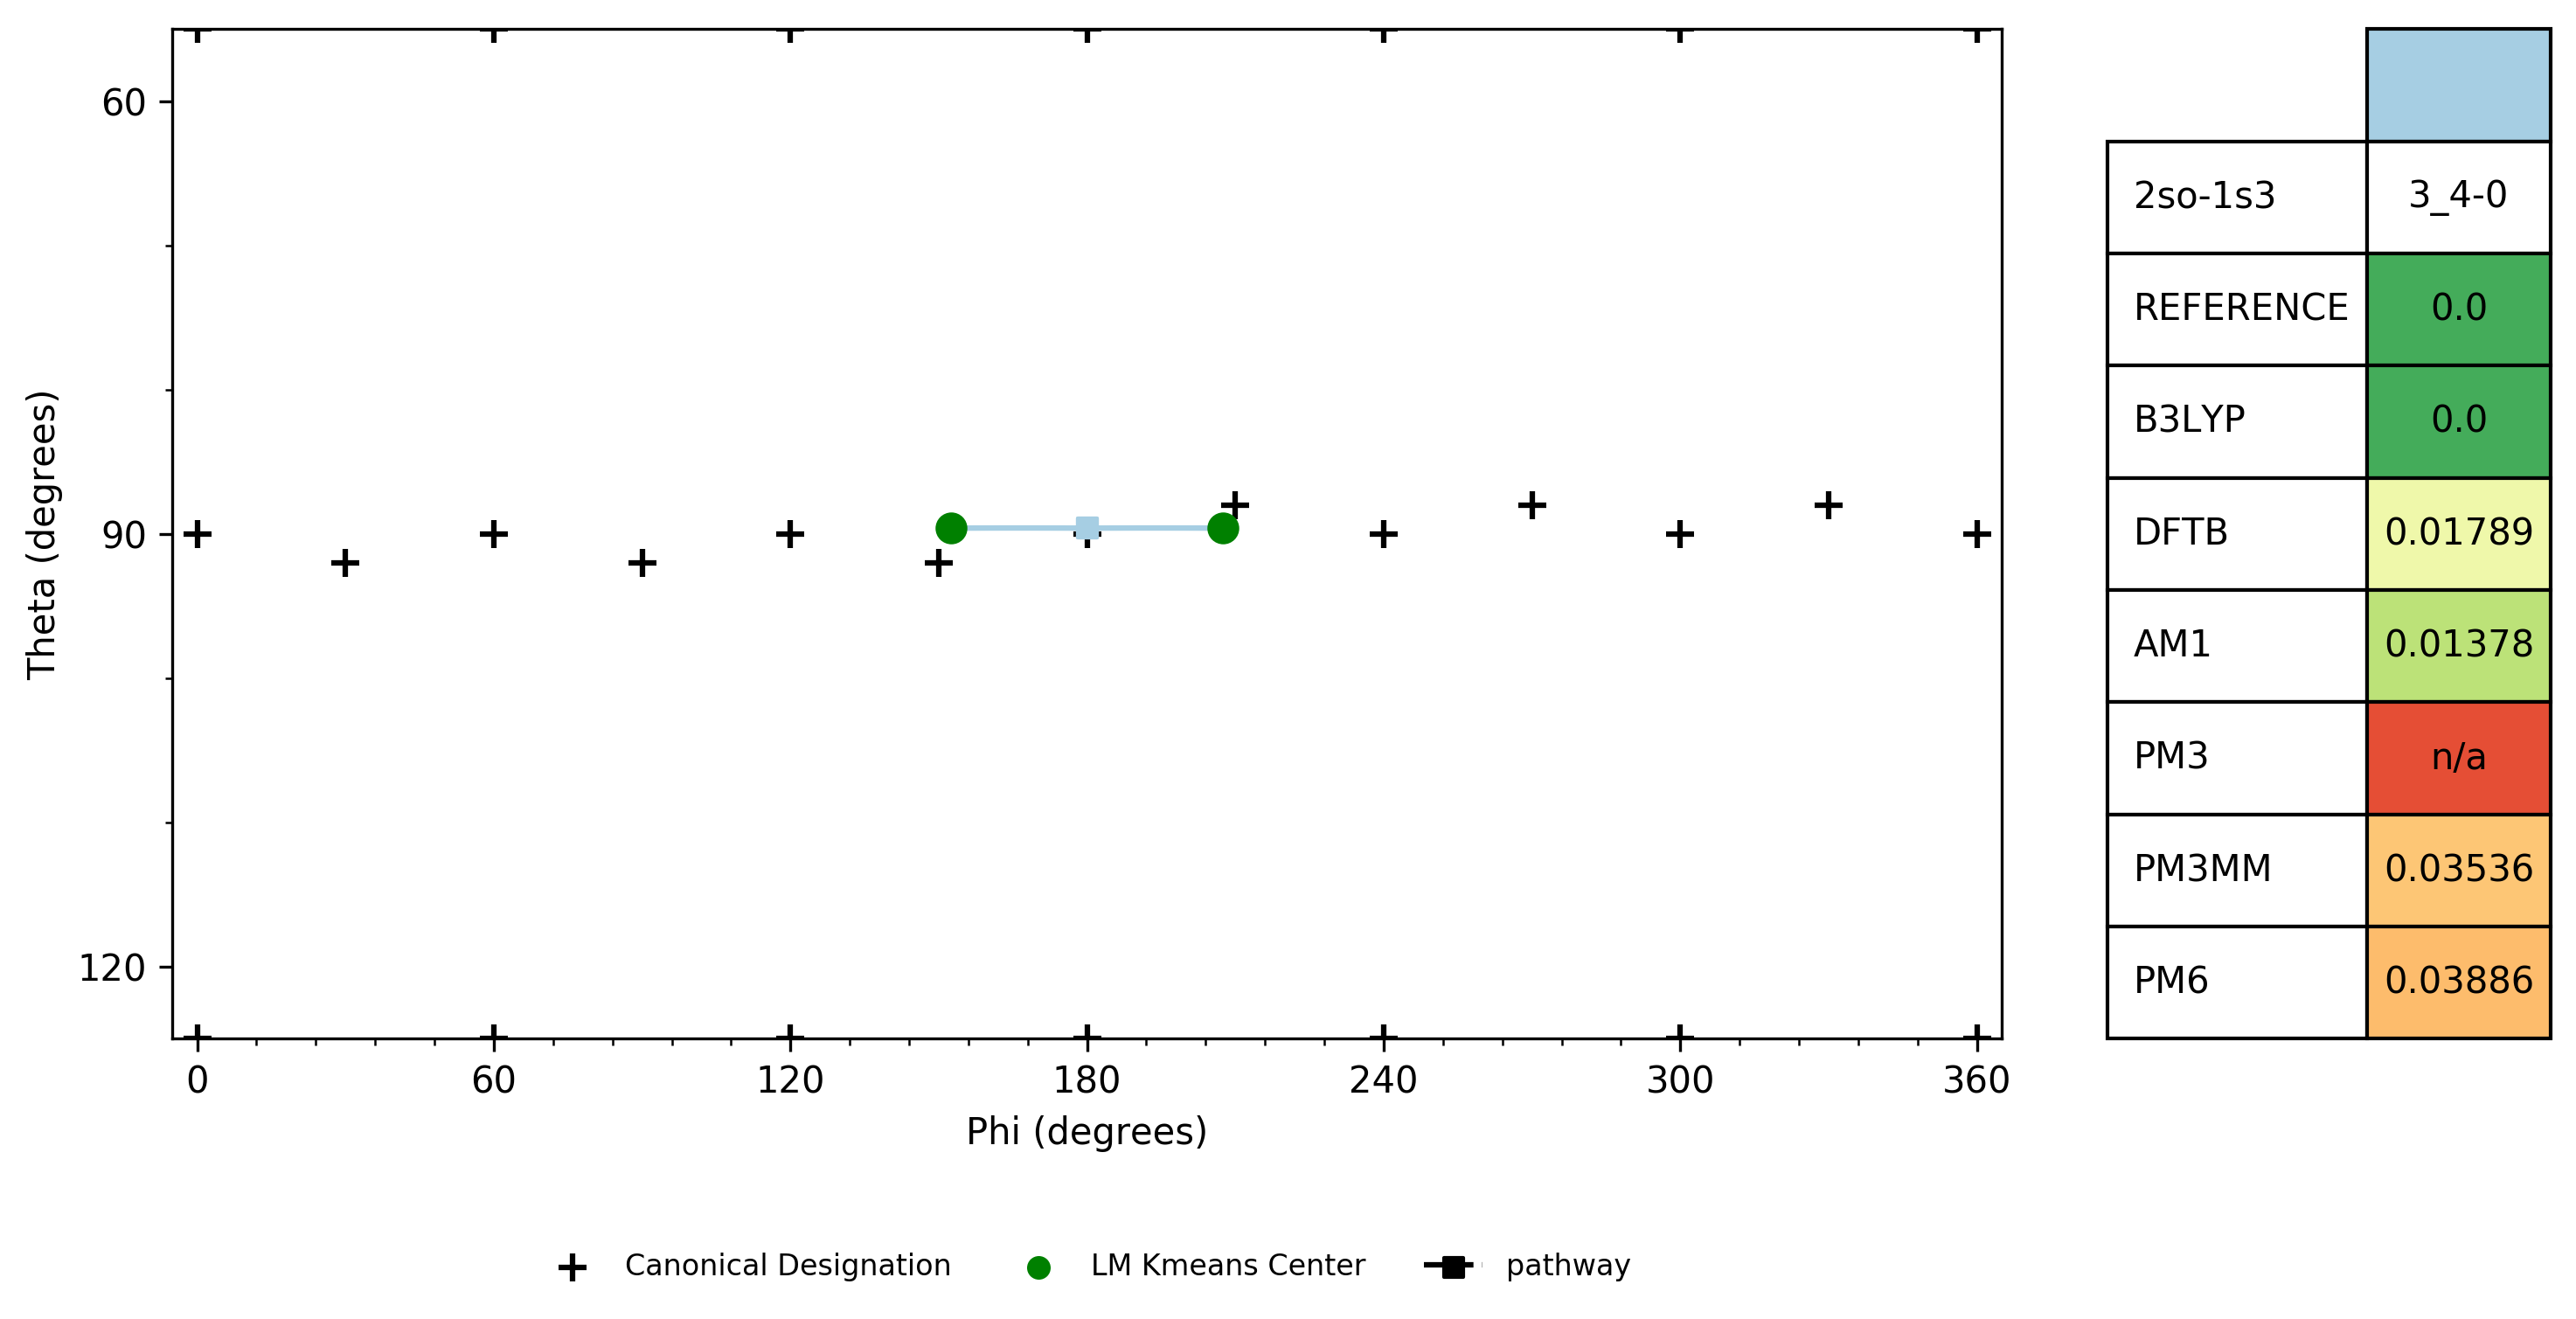 60
90
120
Theta (degrees)
0 60 120 180 240 300 360
Phi (degrees)
Canonical Designation LM Kmeans Center pathway
2so-1s3 3_4-0
REFERENCE 0.0
B3LYP 0.0
DFTB 0.01789
AM1 0.01378
PM3 n/a
PM3MM 0.03536
PM6 0.03886